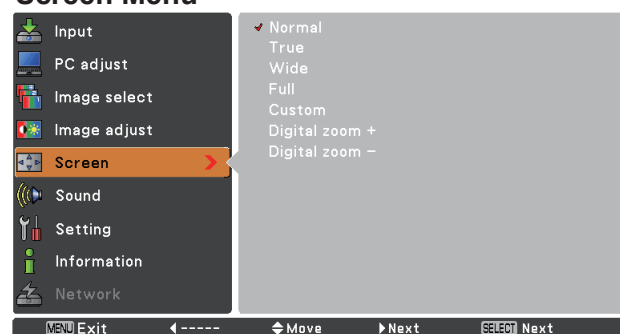 Screen Menu
Input
PC adjust
Image select
Image adjust
Screen
Sound
Setting
Information
Network
✔ Normal
True
Wide
Full
Custom
Digital zoom +
Digital zoom –
MENU Exit ◀----- ◆Move ▶Next SELECT Next